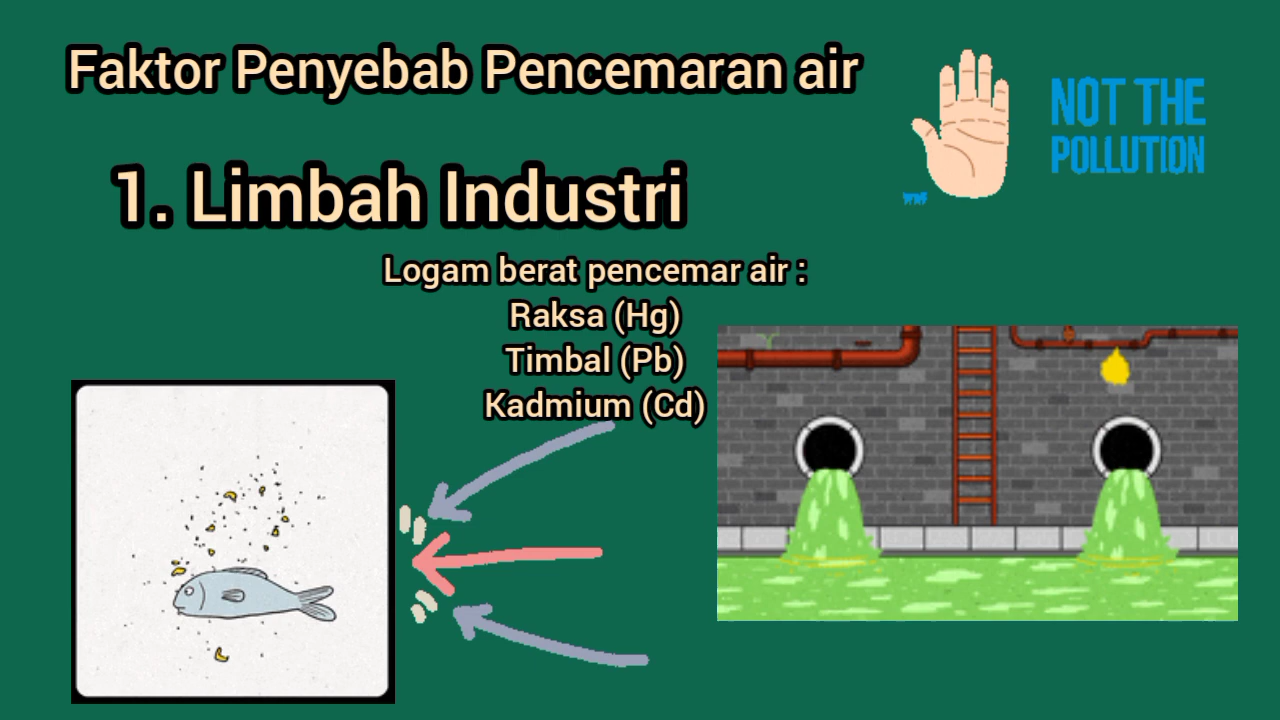 Faktor Penyebab Pencemaran air
NOT THE
POLLUTION
WWF
1. Limbah Industri
Logam berat pencemar air :
Raksa (Hg)
Timbal (Pb)
Kadmium (Cd)